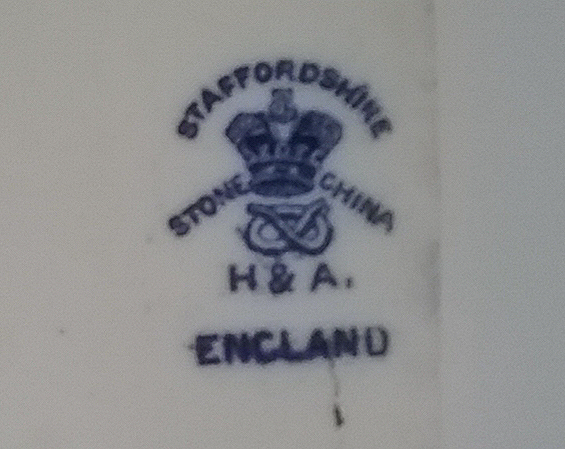 STAFFORDSHIRE
STONE CHINA
H & A.
ENGLAND